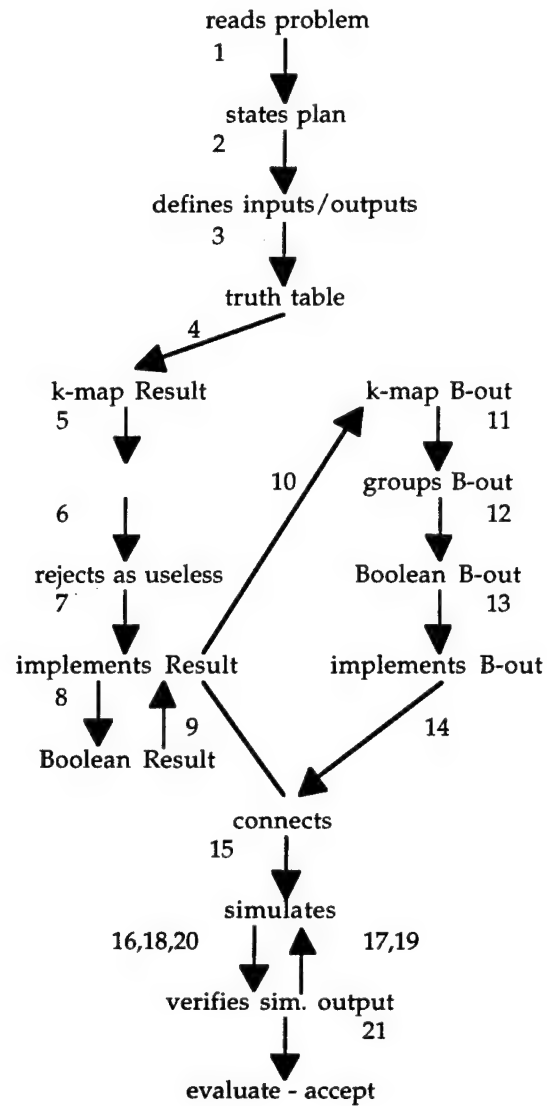 reads problem
1
states plan
2
defines inputs/outputs
3
truth table
4
k-map Result
5
6
rejects as useless
7
implements Result
8
9
Boolean Result
10
k-map B-out
11
groups B-out
12
Boolean B-out
13
implements B-out
14
connects
15
simulates
16,18,20
17,19
verifies sim. output
21
evaluate - accept